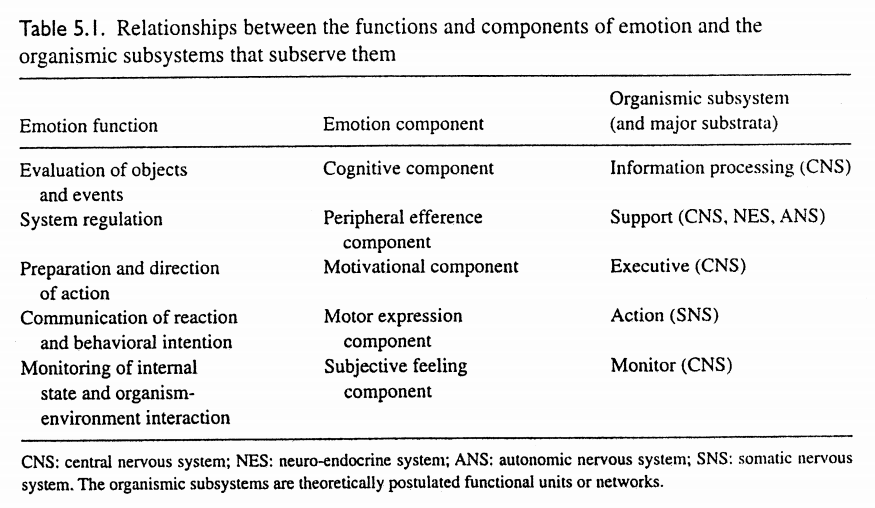 Table 5.1. Relationships between the functions and components of emotion and the
organismic subsystems that subserve them
Organismic subsystem
Emotion function Emotion component (and major substrata)
Evaluation of objects Cognitive component Information processing (CNS)
and events
System regulation Peripheral efference Support (CNS, NES, ANS)
component
Preparation and direction Motivational component Executive (CNS)
of action
Communication of reaction Motor expression Action (SNS)
and behavioral intention component
Monitoring of internal Subjective feeling Monitor (CNS)
state and organism- component
environment interaction
CNS: central nervous system; NES: neuro-endocrine system; ANS: autonomic nervous system; SNS: somatic nervous
system. The organismic subsystems are theoretically postulated functional units or networks.